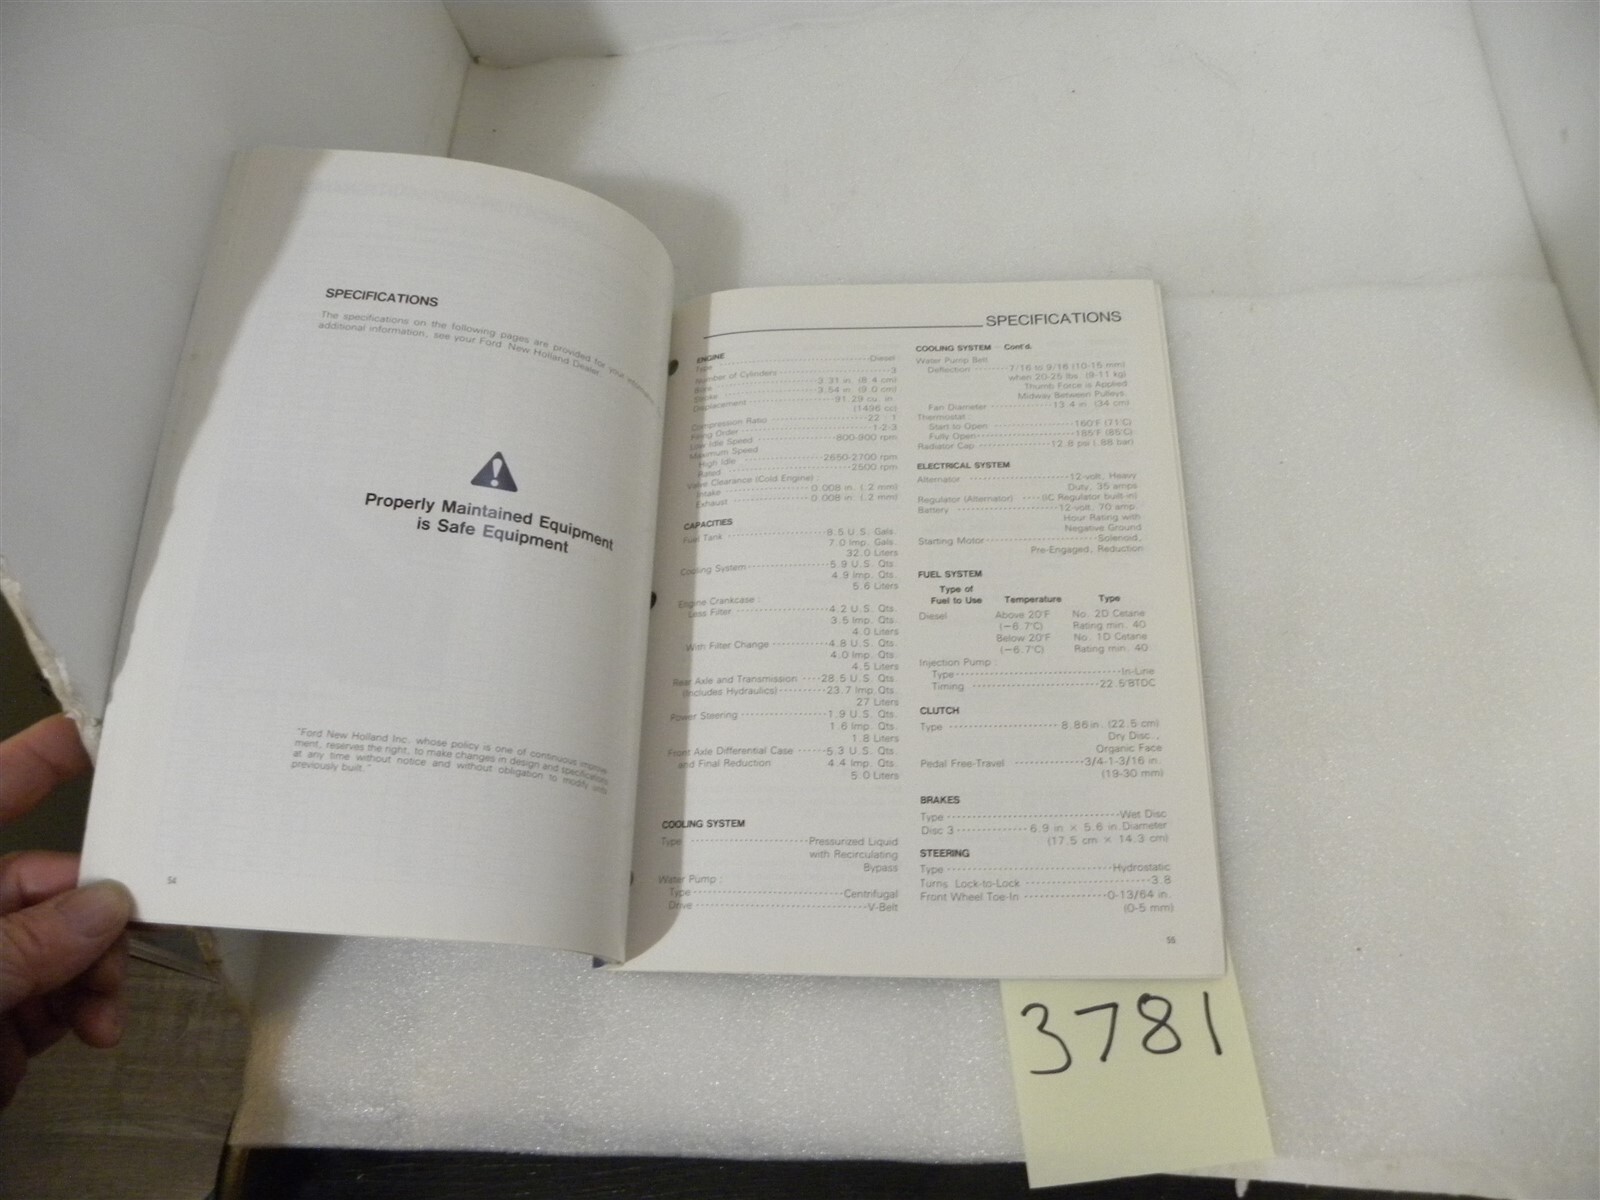 SPECIFICATIONS
The specifications on the following pages are provided for your information.
additional information, see your Ford New Holland Dealer.
Properly Maintained Equipment
is Safe Equipment
"Ford New Holland Inc. whose policy is one of continuous improve-
ment, reserves the right, to make changes in design and specifications
at any time without notice and without obligation to modify units
previously built."
54
SPECIFICATIONS
ENGINE
Type Diesel
Number of Cylinders 3
Bore 3.31 in. (8.4 cm)
Stroke 3.54 in. (9.0 cm)
Displacement 91.29 cu. in.
(1496 cc)
Compression Ratio 22 : 1
Firing Order 1-2-3
Low Idle Speed 800-900 rpm
Maximum Speed
High Idle 2650-2700 rpm
Rated 2500 rpm
Valve Clearance (Cold Engine) :
Intake 0.008 in. (.2 mm)
Exhaust 0.008 in. (.2 mm)
CAPACITIES
Fuel Tank 8.5 U.S. Gals.
7.0 Imp. Gals.
32.0 Liters
Cooling System 5.9 U.S. Qts.
4.9 Imp. Qts.
5.6 Liters
Engine Crankcase :
Less Filter 4.2 U.S. Qts.
3.5 Imp. Qts.
4.0 Liters
With Filter Change 4.8 U.S. Qts.
4.0 Imp. Qts.
4.5 Liters
Rear Axle and Transmission 28.5 U.S. Qts.
(Includes Hydraulics) 23.7 Imp. Qts.
27 Liters
Power Steering 1.9 U.S. Qts.
1.6 Imp. Qts.
1.8 Liters
Front Axle Differential Case 5.3 U.S. Qts.
and Final Reduction 4.4 Imp. Qts.
5.0 Liters
COOLING SYSTEM
Type Pressurized Liquid
with Recirculating
Bypass
Water Pump :
Type Centrifugal
Drive V-Belt
COOLING SYSTEM - Cont'd.
Water Pump Belt
Deflection 7/16 to 9/16 (10-15 mm)
when 20-25 lbs. (9-11 kg)
Thumb Force is Applied
Midway Between Pulleys.
Fan Diameter 13.4 in. (34 cm)
Thermostat :
Start to Open 160°F (71°C)
Fully Open 185°F (85°C)
Radiator Cap 12.8 psi (.88 bar)
ELECTRICAL SYSTEM
Alternator 12-volt, Heavy
Duty, 35 amps
Regulator (Alternator) (IC Regulator built in)
Battery 12-volt, 70 amp.
Hour Rating with
Negative Ground
Starting Motor Solenoid,
Pre-Engaged, Reduction
FUEL SYSTEM
Type of
Fuel to Use Temperature Type
Diesel Above 20°F No. 2D Cetane
(-6.7°C) Rating min. 40
Below 20°F No. 1D Cetane
(-6.7°C) Rating min. 40
Injection Pump :
Type In-Line
Timing 22.5°BTDC
CLUTCH
Type 8.86in. (22.5 cm)
Dry Disc.,
Organic Face
Pedal Free-Travel 3/4-1-3/16 in.
(19-30 mm)
BRAKES
Type Wet Disc
Disc 3 6.9 in × 5.6 in. Diameter
(17.5 cm × 14.3 cm)
STEERING
Type Hydrostatic
Turns Lock-to-Lock 3.8
Front Wheel Toe-In 0-13/64 in.
(0-5 mm)
55
3781